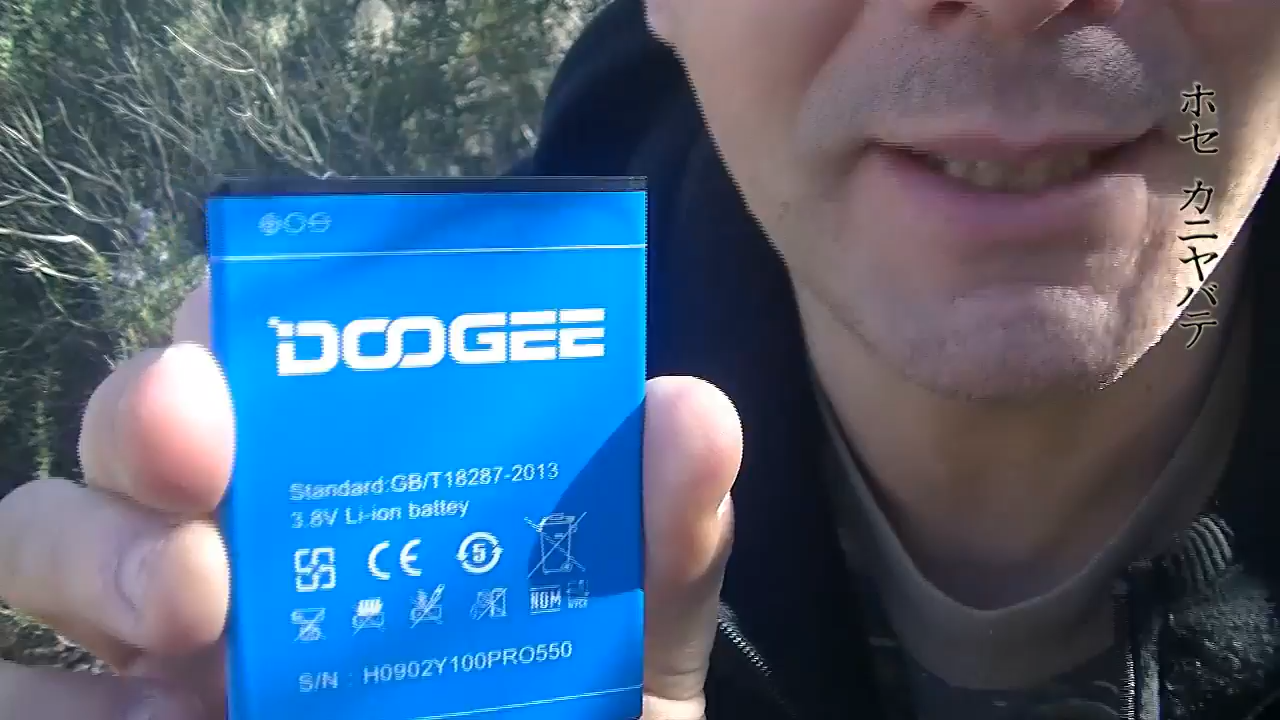 DOOGEE
Standard:GB/T18287-2013
3.8V Li-ion battey
CE
5
NOM
S/N : H0902Y100PRO550
ホセ カニヤバテ